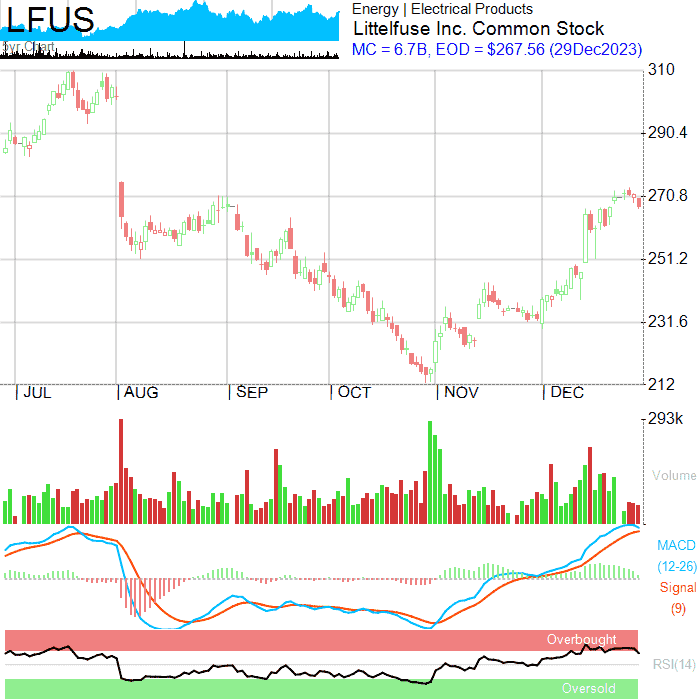 LFUS
Energy | Electrical Products
Littelfuse Inc. Common Stock
5yr Chart
MC = 6.7B, EOD = $267.56 (29Dec2023)
310
290.4
270.8
251.2
231.6
212
JUL
AUG
SEP
OCT
NOV
DEC
293k
Volume
MACD
(12-26)
Signal
(9)
Overbought
RSI(14)
Oversold